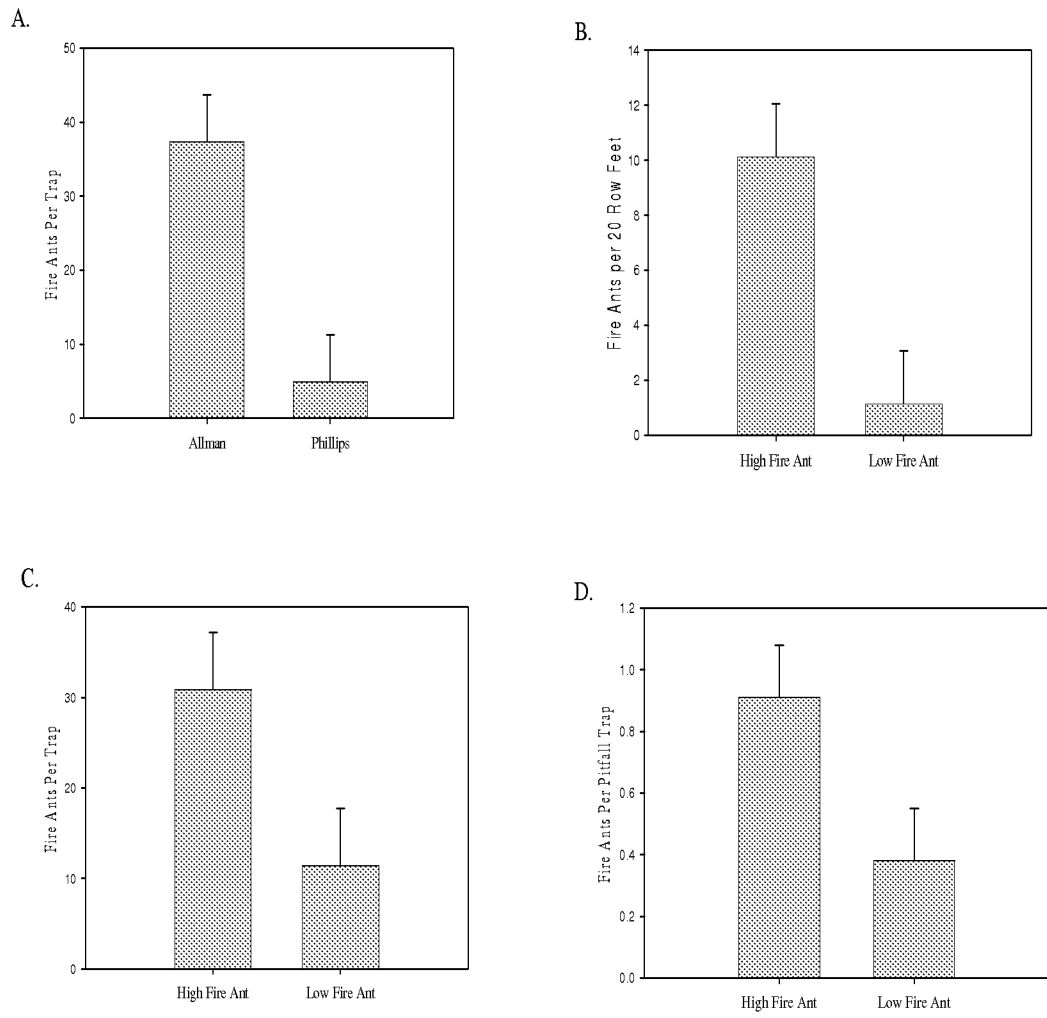 A.
50
40
30
20
10
0
Fire Ants Per Trap
Allman
Phillips
B.
14
12
10
8
6
4
2
0
Fire Ants per 20 Row Feet
High Fire Ant
Low Fire Ant
C.
40
30
20
10
0
Fire Ants Per Trap
High Fire Ant
Low Fire Ant
D.
1.2
1.0
0.8
0.6
0.4
0.2
0.0
Fire Ants Per Pitfall Trap
High Fire Ant
Low Fire Ant